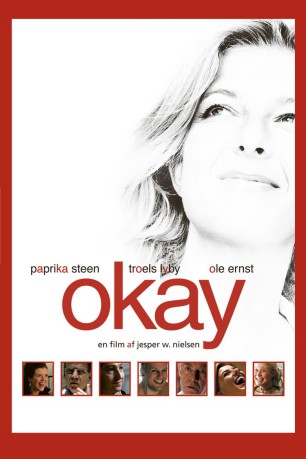 paprika steen troels lyby ole ernst
okay
en film af jesper w. nielsen